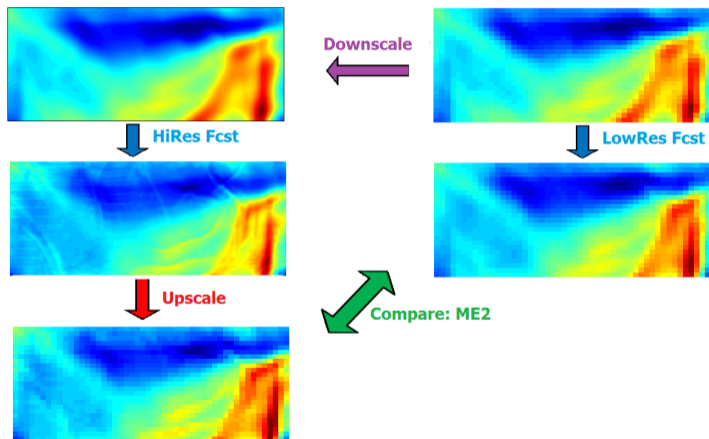 Downscale
HiRes Fcst
LowRes Fcst
Upscale
Compare: ME2